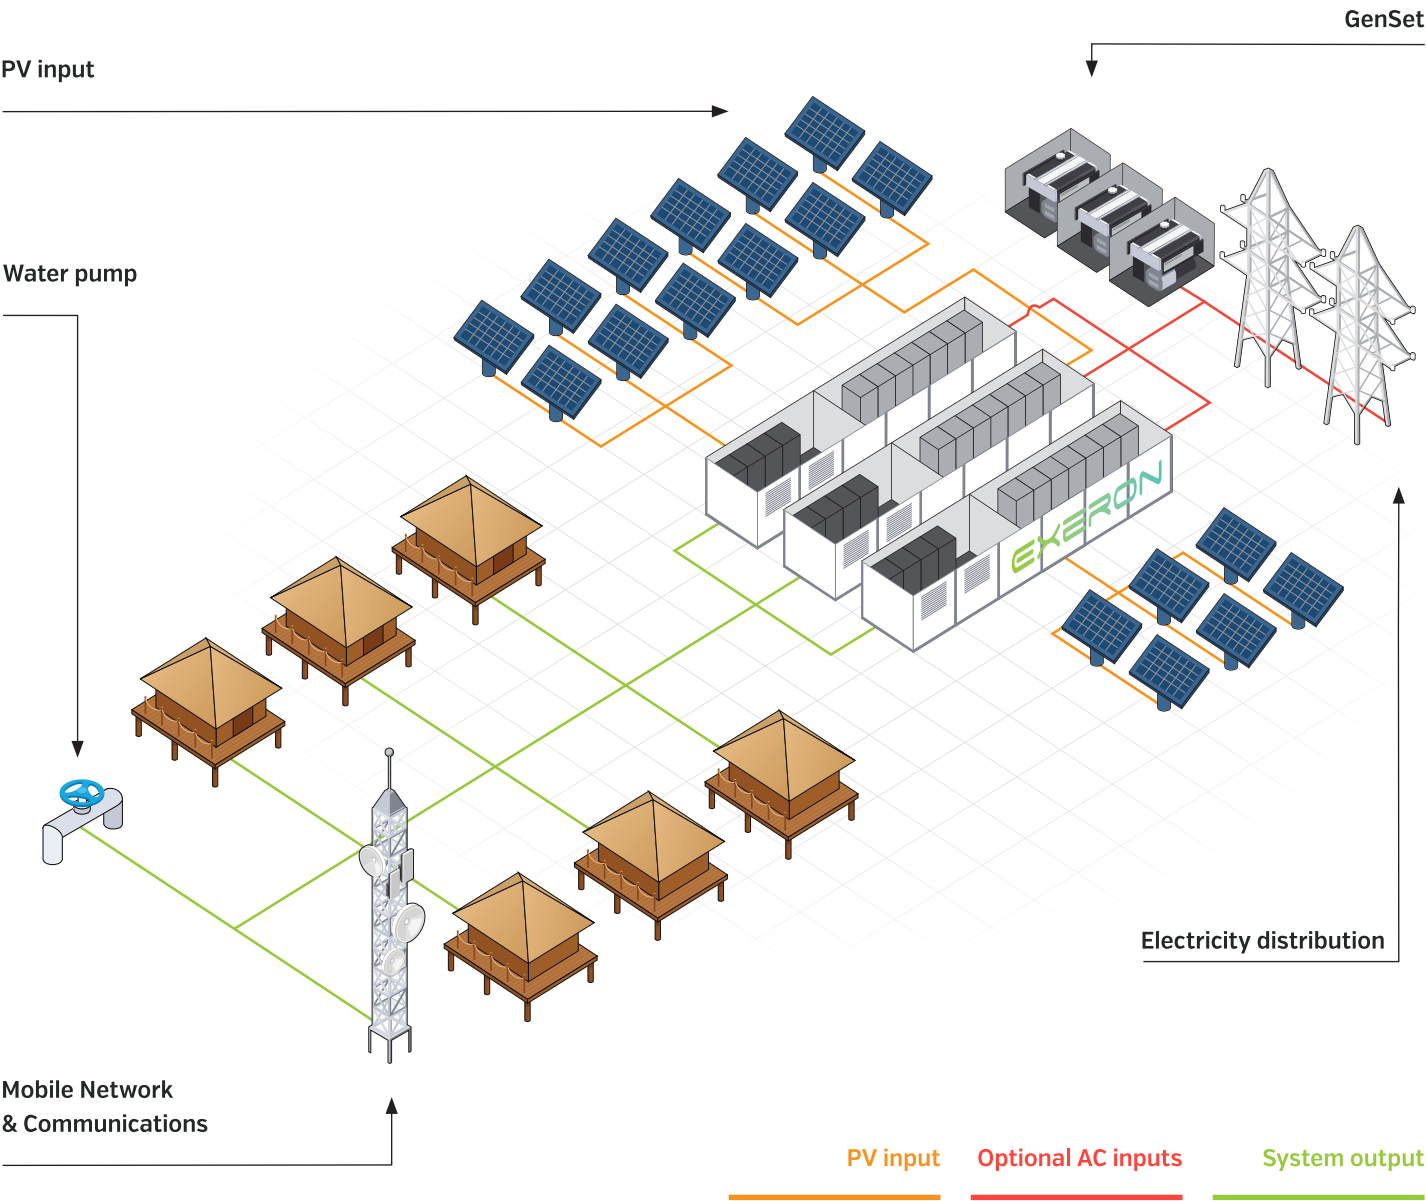 GenSet
PV input
Water pump
EXERON
Electricity distribution
Mobile Network
& Communications
PV input
Optional AC inputs
System output